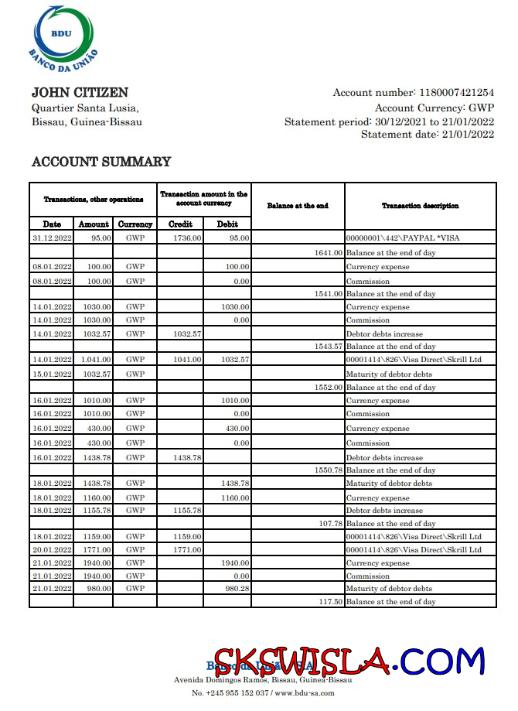 BDU
BANCO DA UNIÃO
JOHN CITIZEN
Quartier Santa Lusia,
Bissau, Guinea-Bissau
Account number: 1180007421254
Account Currency: GWP
Statement period: 30/12/2021 to 21/01/2022
Statement date: 21/01/2022
ACCOUNT SUMMARY
Transactions, other operations Transaction amount in the account currency Balance at the end Transaction description
Date Amount Currency Credit Debit
31.12.2022 95.00 GWP 1736.00 95.00 00000001\442\PAYPAL *VISA
1641.00 Balance at the end of day
08.01.2022 100.00 GWP 100.00 Currency expense
08.01.2022 100.00 GWP 0.00 Commission
1541.00 Balance at the end of day
14.01.2022 1030.00 GWP 1030.00 Currency expense
14.01.2022 1030.00 GWP 0.00 Commission
14.01.2022 1032.57 GWP 1032.57 Debtor debts increase
1543.57 Balance at the end of day
14.01.2022 1.041.00 GWP 1041.00 1032.57 00001414\826\Visa Direct\Skrill Ltd
15.01.2022 1032.57 GWP Maturity of debtor debts
1552.00 Balance at the end of day
16.01.2022 1010.00 GWP 1010.00 Currency expense
16.01.2022 1010.00 GWP 0.00 Commission
16.01.2022 430.00 GWP 430.00 Currency expense
16.01.2022 430.00 GWP 0.00 Commission
16.01.2022 1438.78 GWP 1438.78 Debtor debts increase
1550.78 Balance at the end of day
18.01.2022 1438.78 GWP 1438.78 Maturity of debtor debts
18.01.2022 1160.00 GWP 1160.00 Currency expense
18.01.2022 1155.78 GWP 1155.78 Debtor debts increase
107.78 Balance at the end of day
18.01.2022 1159.00 GWP 1159.00 00001414\826\Visa Direct\Skrill Ltd
20.01.2022 1771.00 GWP 1771.00 00001414\826\Visa Direct\Skrill Ltd
21.01.2022 1940.00 GWP 1940.00 Currency expense
21.01.2022 1940.00 GWP 0.00 Commission
21.01.2022 980.00 GWP 980.28 Maturity of debtor debts
117.50 Balance at the end of day
SKSWISLA.COM
Avenida Domingos Ramos, Bissau, Guinea-Bissau
No. +245 955 152 037 / www.bdu-sa.com